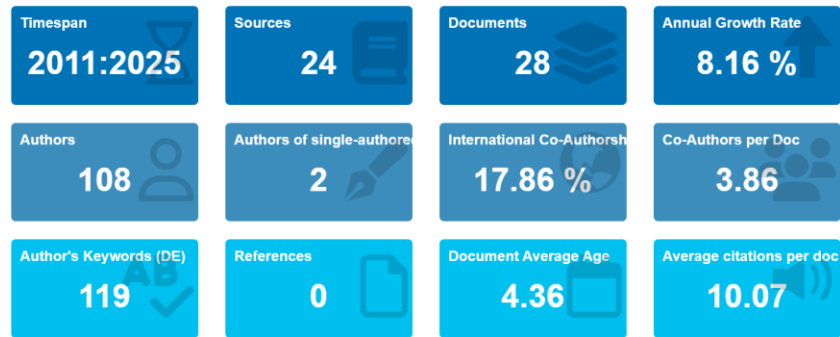 Timespan
2011:2025
Sources
24
Documents
28
Annual Growth Rate
8.16 %
Authors
108
Authors of single-authore
2
International Co-Authorsh
17.86 %
Co-Authors per Doc
3.86
Author's Keywords (DE)
119
References
0
Document Average Age
4.36
Average citations per doc
10.07
AB